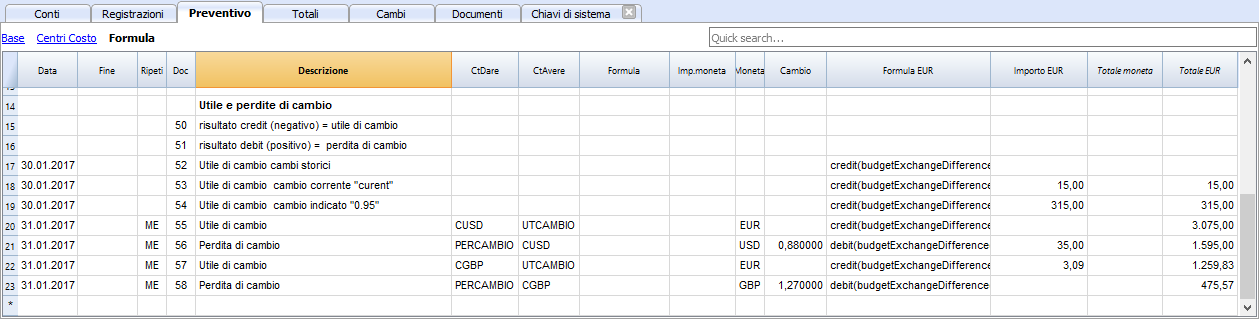 Conti Registrazioni Preventivo Totali Cambi Documenti Chiavi di sistema
Base Centri Costo Formula Quick search...
Data Fine Ripeti Doc Descrizione CtDare CtAvere Formula Imp.moneta Moneta Cambio Formula EUR Importo EUR Totale moneta Totale EUR
14 Utile e perdite di cambio
15 50 risultato credit (negativo) = utile di cambio
16 51 risultato debit (positivo) = perdita di cambio
17 30.01.2017 52 Utile di cambio cambi storici credit(budgetExchangeDifference
18 30.01.2017 53 Utile di cambio cambio corrente "curent" credit(budgetExchangeDifference 15,00 15,00
19 30.01.2017 54 Utile di cambio cambio indicato "0.95" credit(budgetExchangeDifference 315,00 315,00
20 31.01.2017 ME 55 Utile di cambio CUSD UTCAMBIO EUR credit(budgetExchangeDifference 3.075,00
21 31.01.2017 ME 56 Perdita di cambio PERCAMBIO CUSD USD 0,880000 debit(budgetExchangeDifference 35,00 1.595,00
22 31.01.2017 ME 57 Utile di cambio CGBP UTCAMBIO EUR credit(budgetExchangeDifference 3,09 1.259,83
23 31.01.2017 ME 58 Perdita di cambio PERCAMBIO CGBP GBP 1,270000 debit(budgetExchangeDifference 475,57
*